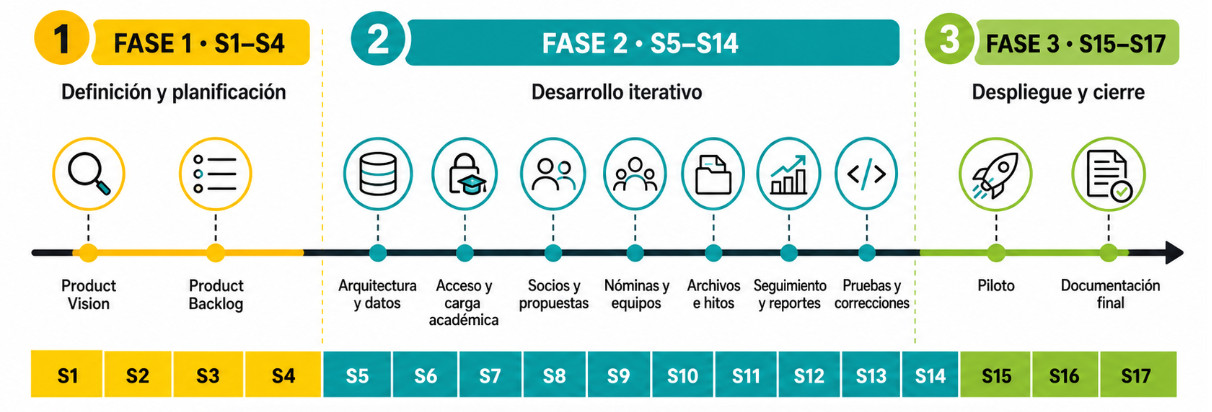 1
FASE 1 • S1–S4
2
FASE 2 • S5–S14
3
FASE 3 • S15–S17
Definición y planificación
Desarrollo iterativo
Despliegue y cierre
</>
Product
Vision
Product
Backlog
Arquitectura
y datos
Acceso y
carga
académica
Socios y
propuestas
Nóminas y
equipos
Archivos
e hitos
Seguimiento
y reportes
Pruebas y
correcciones
Piloto
Documentación
final
S1
S2
S3
S4
S5
S6
S7
S8
S9
S10
S11
S12
S13
S14
S15
S16
S17